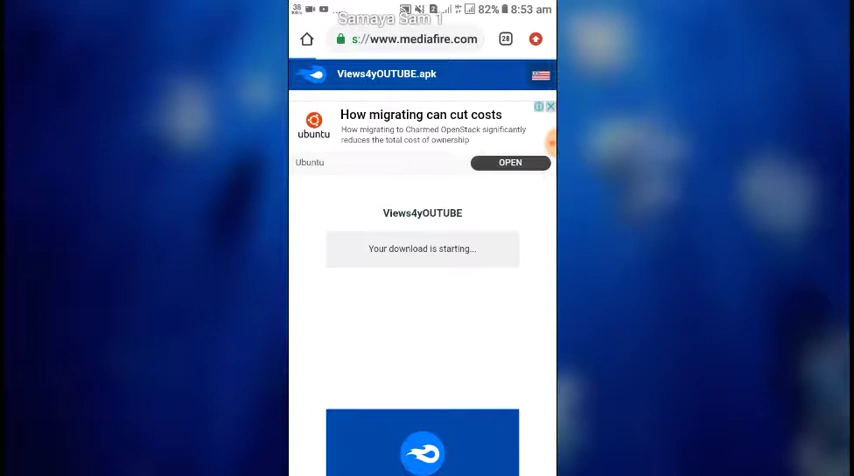 38
KB/s
82% 8:53 am
Samaya Sam 1
s://www.mediafire.com
28
Views4yOUTUBE.apk
How migrating can cut costs
How migrating to Charmed OpenStack significantly
reduces the total cost of ownership
ubuntu
Ubuntu
OPEN
Views4yOUTUBE
Your download is starting...